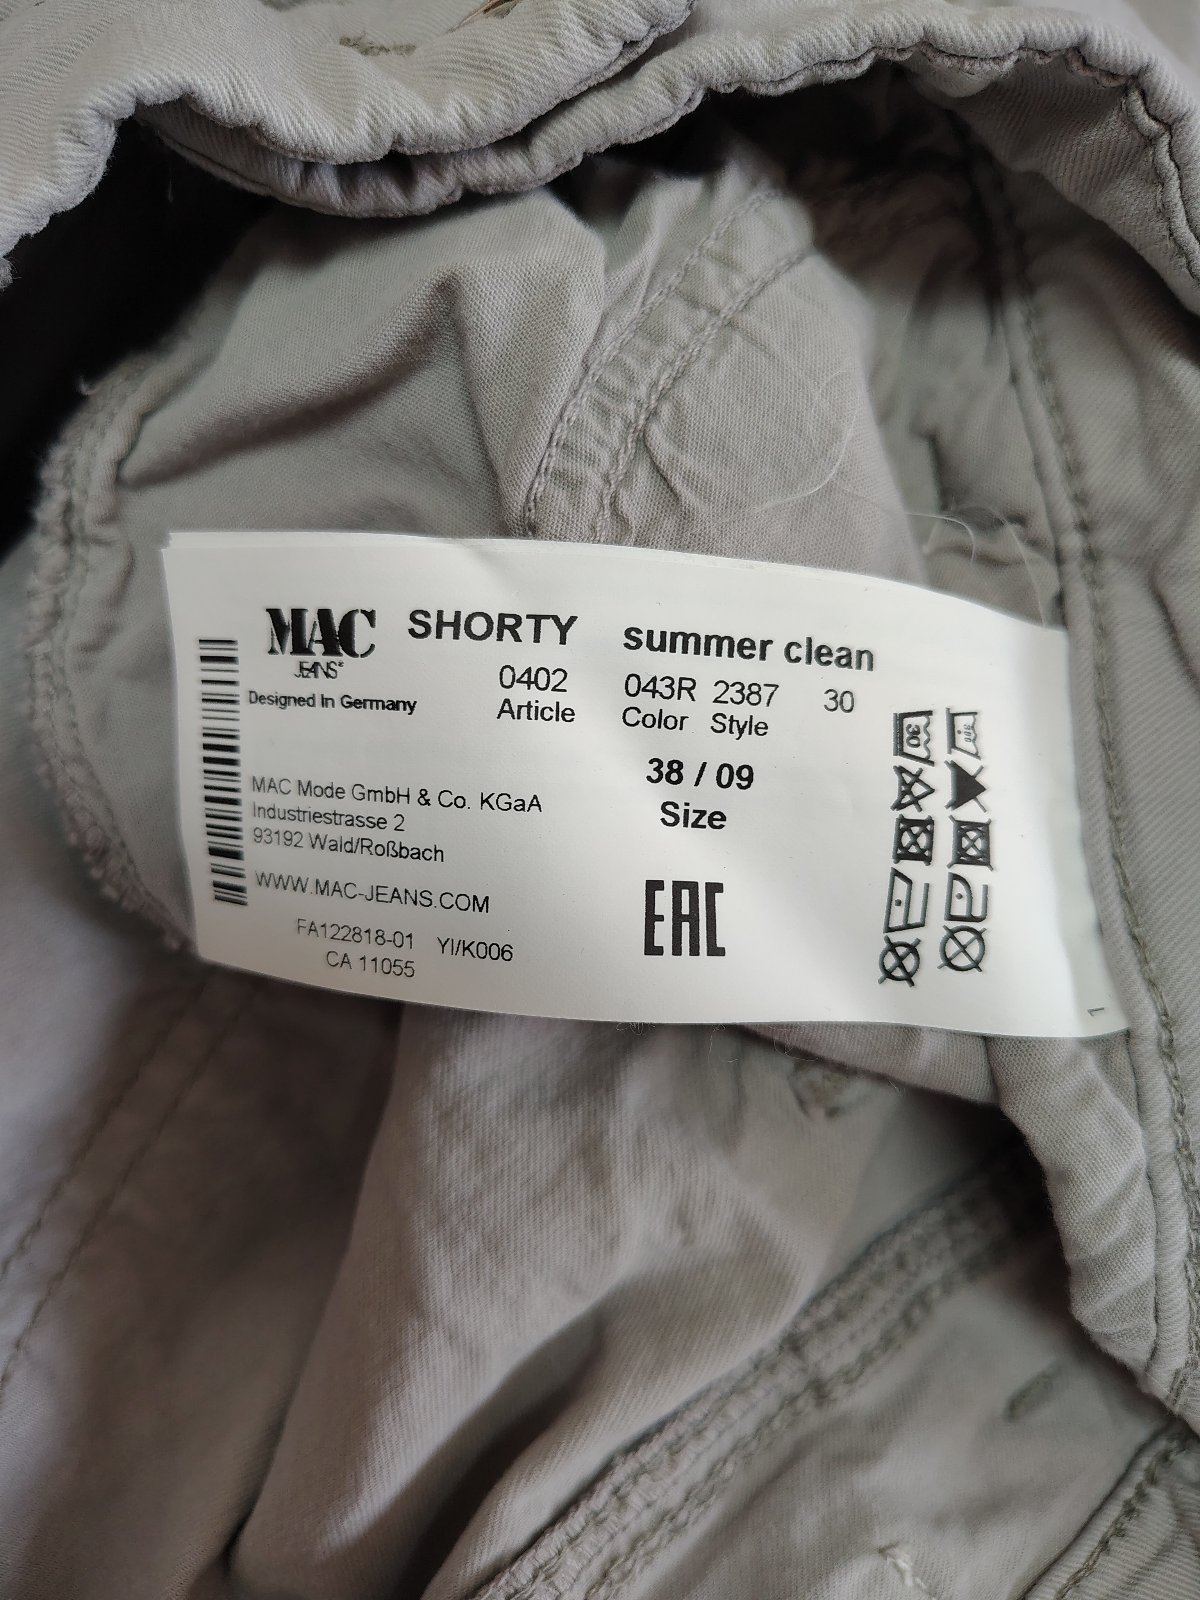 MAC
JEANS
Designed In Germany
SHORTY summer clean
0402 043R 2387 30
Article Color Style
38 / 09
Size
MAC Mode GmbH & Co. KGaA
Industriestrasse 2
93192 Wald/Roßbach
WWW.MAC-JEANS.COM
FA122818-01 YI/K006
CA 11055
EAC
30
1